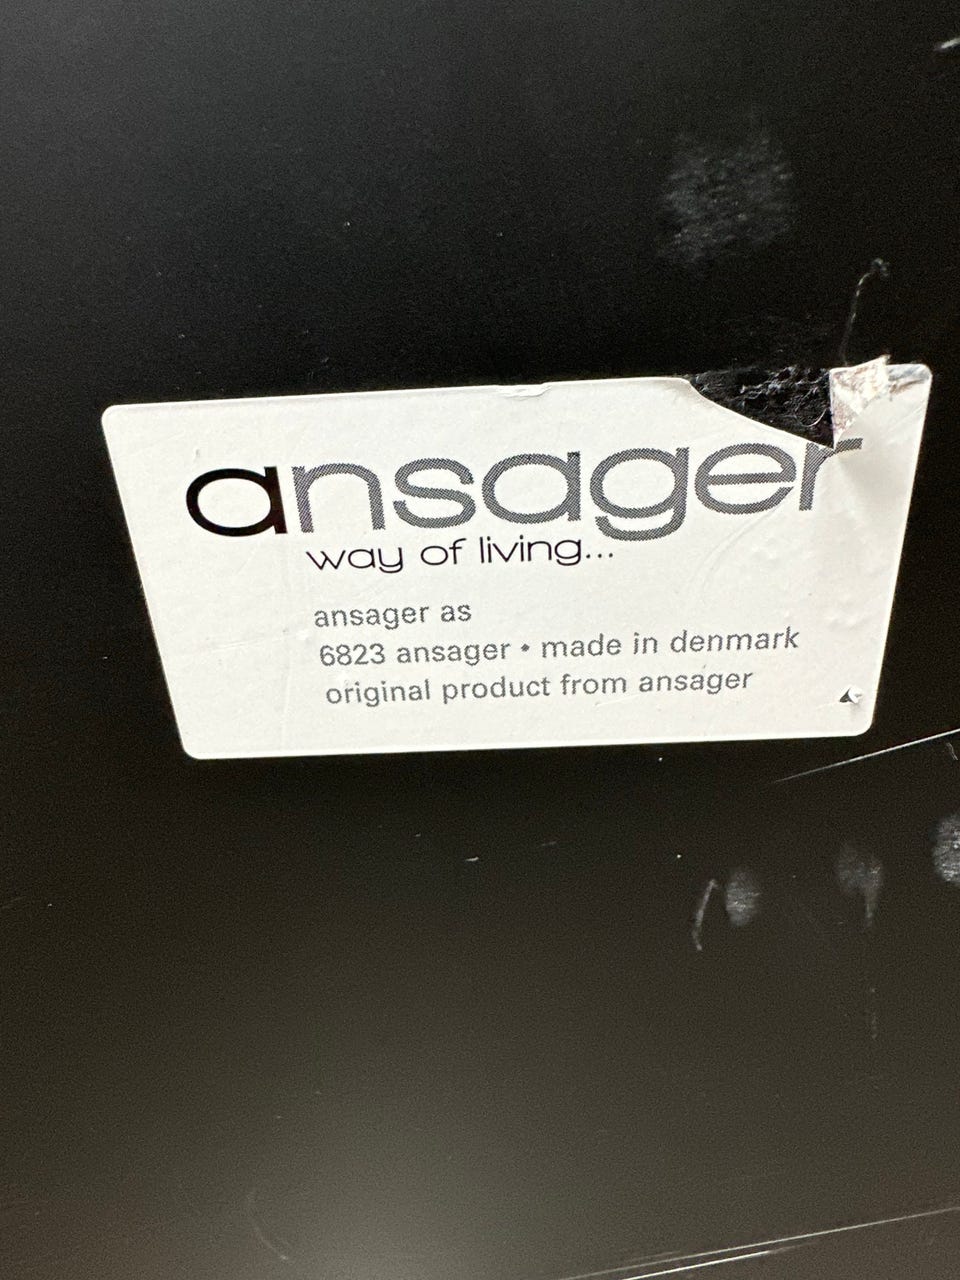 ansager
way of living...
ansager as
6823 ansager • made in denmark
original product from ansager